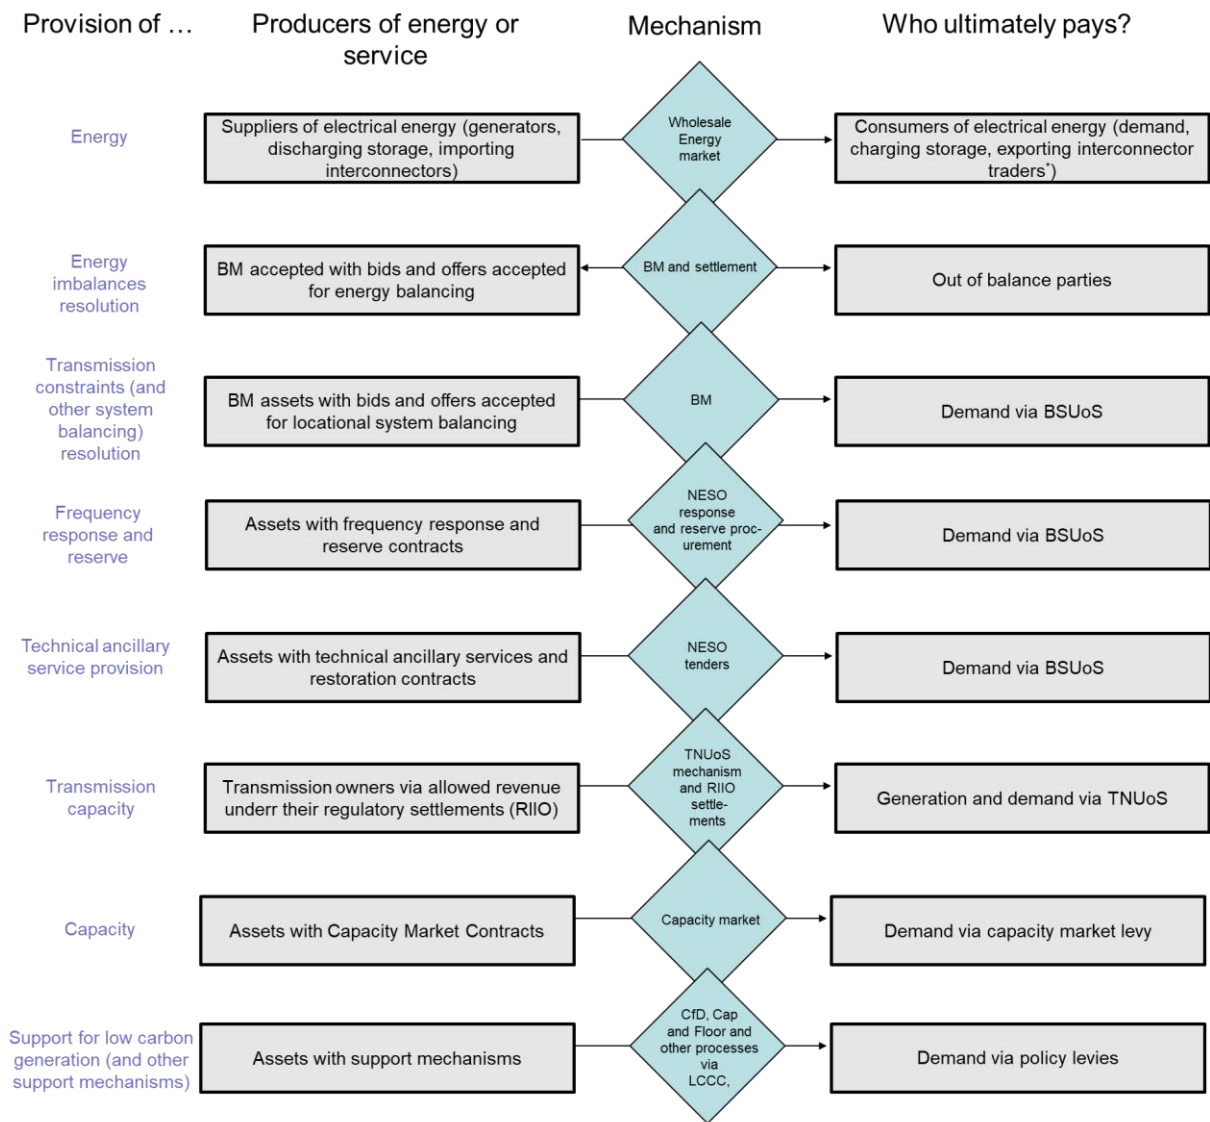 Provision of …
Producers of energy or
service
Mechanism
Who ultimately pays?
Energy
Suppliers of electrical energy (generators,
discharging storage, importing
interconnectors)
Wholesale
Energy
market
Consumers of electrical energy (demand,
charging storage, exporting interconnector
traders*)
Energy
imbalances
resolution
BM accepted with bids and offers accepted
for energy balancing
BM and settlement
Out of balance parties
Transmission
constraints (and
other system
balancing)
resolution
BM assets with bids and offers accepted
for locational system balancing
BM
Demand via BSUoS
Frequency
response and
reserve
Assets with frequency response and
reserve contracts
NESO
response
and reserve proc-
urement
Demand via BSUoS
Technical ancillary
service provision
Assets with technical ancillary services and
restoration contracts
NESO
tenders
Demand via BSUoS
Transmission
capacity
Transmission owners via allowed revenue
underr their regulatory settlements (RIIO)
TNUoS
mechanism
and RIIO
settle-
ments
Generation and demand via TNUoS
Capacity
Assets with Capacity Market Contracts
Capacity market
Demand via capacity market levy
Support for low carbon
generation (and other
support mechanisms)
Assets with support mechanisms
CfD, Cap
and Floor and
other processes
via
LCCC,
Demand via policy levies